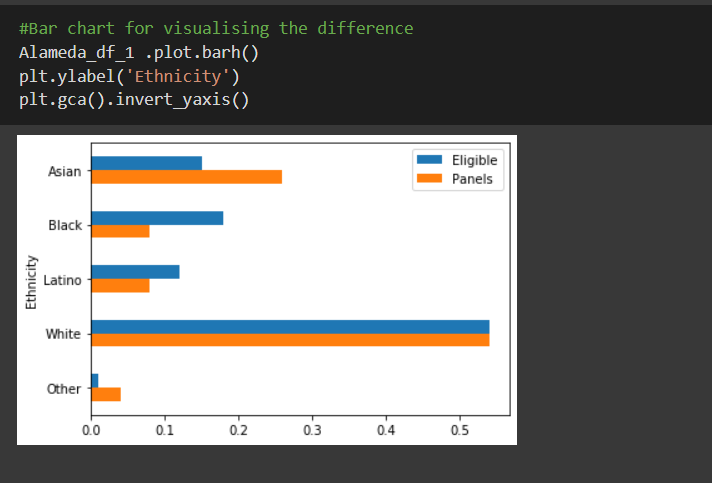 #Bar chart for visualising the difference
Alameda_df_1 .plot.barh()
plt.ylabel('Ethnicity')
plt.gca().invert_yaxis()
Eligible
Panels
Asian
Black
Latino
White
Other
Ethnicity
0.0 0.1 0.2 0.3 0.4 0.5